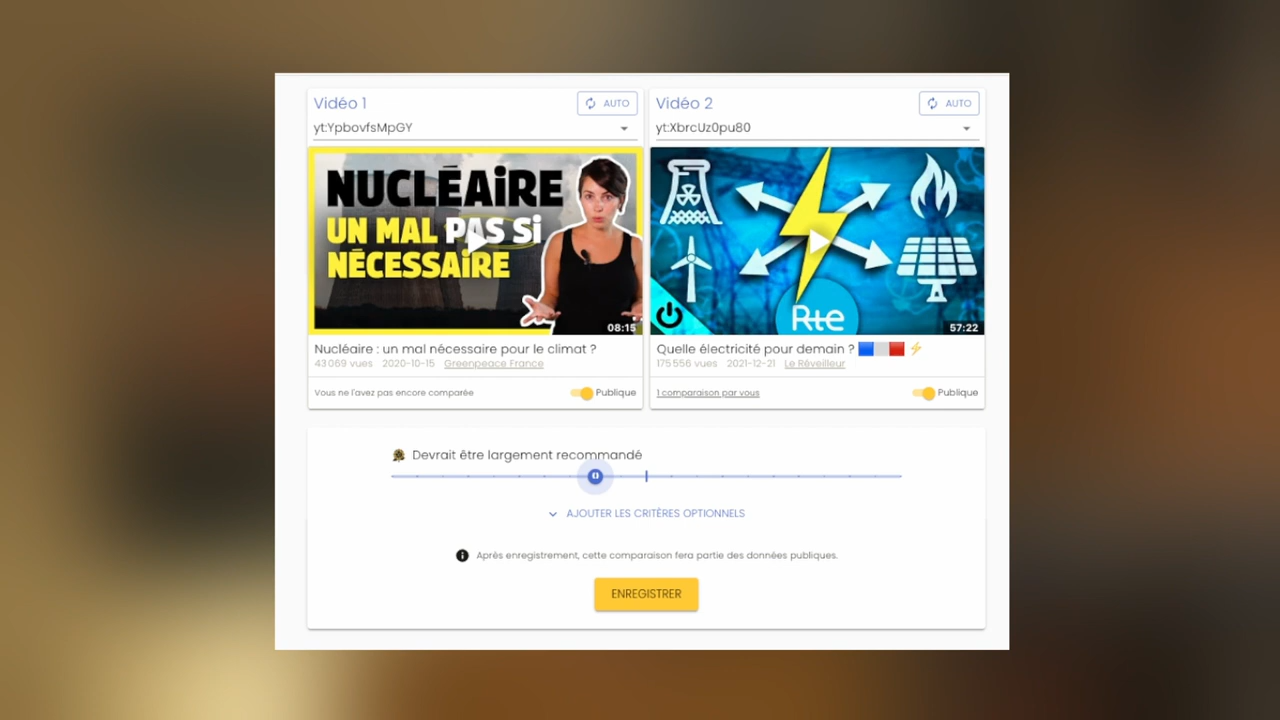 Vidéo 1
AUTO
yt:YpbovfsMpGY
NUCLÉAiRE
UN MAL PAS Si
NÉCESSAiRE
08:15
Nucléaire : un mal nécessaire pour le climat ?
43 069 vues 2020-10-15 Greenpeace France
Vous ne l'avez pas encore comparée
Publique
Vidéo 2
AUTO
yt:XbrcUz0pu80
Rte
57:22
Quelle électricité pour demain ? 🇫🇷 ⚡
175 556 vues 2021-12-21 Le Réveilleur
1 comparaison par vous
Publique
Devrait être largement recommandé
AJOUTER LES CRITÈRES OPTIONNELS
Après enregistrement, cette comparaison fera partie des données publiques.
ENREGISTRER